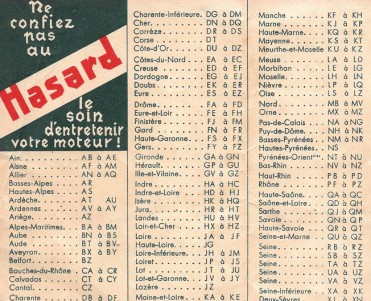 Ne
confiez
pas
au
Hasard
le
soin
d'entretenir
votre moteur !
Ain. AB à AE
Aisne AF à AM
Allier AN à AQ
Basses-Alpes AR
Hautes-Alpes AS
Ardèche. AT AU
Ardennes AV à AY
Ariège. AZ
Alpes-Maritimes BA à BM
Aube BN à BS
Aude BT à BV
Aveyron BX à BY
Belfort. BZ
Bouches-du-Rhône CA à CR
Calvados CT à CY
Cantal. CZ
Charente DB à DF
Charente-Inférieure. DG à DM
Cher. DN à DQ
Corrèze DR à DS
Corse DT
Côte-d'Or DU à DZ
Côtes-du-Nord EA à EC
Creuse ED à EF
Dordogne EG à EJ
Doubs EK à ER
Eure ES à EZ
Drôme FA à FD
Eure-et-Loir FE à FH
Finistère FJ à FM
Gard FN à FR
Haute-Garonne FS à FX
Gers. FY à FZ
Gironde GA à GN
Hérault. GP à GU
Ille-et-Vilaine GV à GZ
Indre HA à HC
Indre-et-Loire HD à HJ
Isère HK à HQ
Jura HR à HT
Landes HU à HV
Loir-et-Cher HX à HZ
Loire JA à JF
Haute-Loire. JG
Loire-Inférieure JH à JM
Loiret JP à JS
Lot JT à JU
Lot-et-Garonne JV à JY
Lozère JZ
Maine-et-Loire KA à KE
Manche KF à KH
Marne KJ à KP
Haute-Marne KQ à KR
Mayenne KS à KT
Meurthe-et-Moselle KU à KZ
Meuse LA à LD
Morbihan LE à LG
Moselle LH à LN
Nièvre LP à LQ
Oise LS à LZ
Nord MB à MV
Orne MX à MZ
Pas-de-Calais NA à NG
Puy-de-Dôme NH à NK
Basses-Pyrénées NM à NR
Hautes-Pyrénées NS
Pyrénées-Orient NT à NU
Bas-Rhin NV à NZ
Haut-Rhin PB à PD
Rhône PF à PZ
Haute-Saône QA à QC
Saône-et-Loire QD à QH
Sarthe QJ à QM
Savoie QN à QP
Haute-Savoie QR à QT
Seine-et-Marne QU à QZ
Seine RB à RZ
Seine SA à SZ
Seine TA à TZ
Seine UA
Seine VA
Seine-Inférieure XA à XK
Deux-Sèvres XL à XN